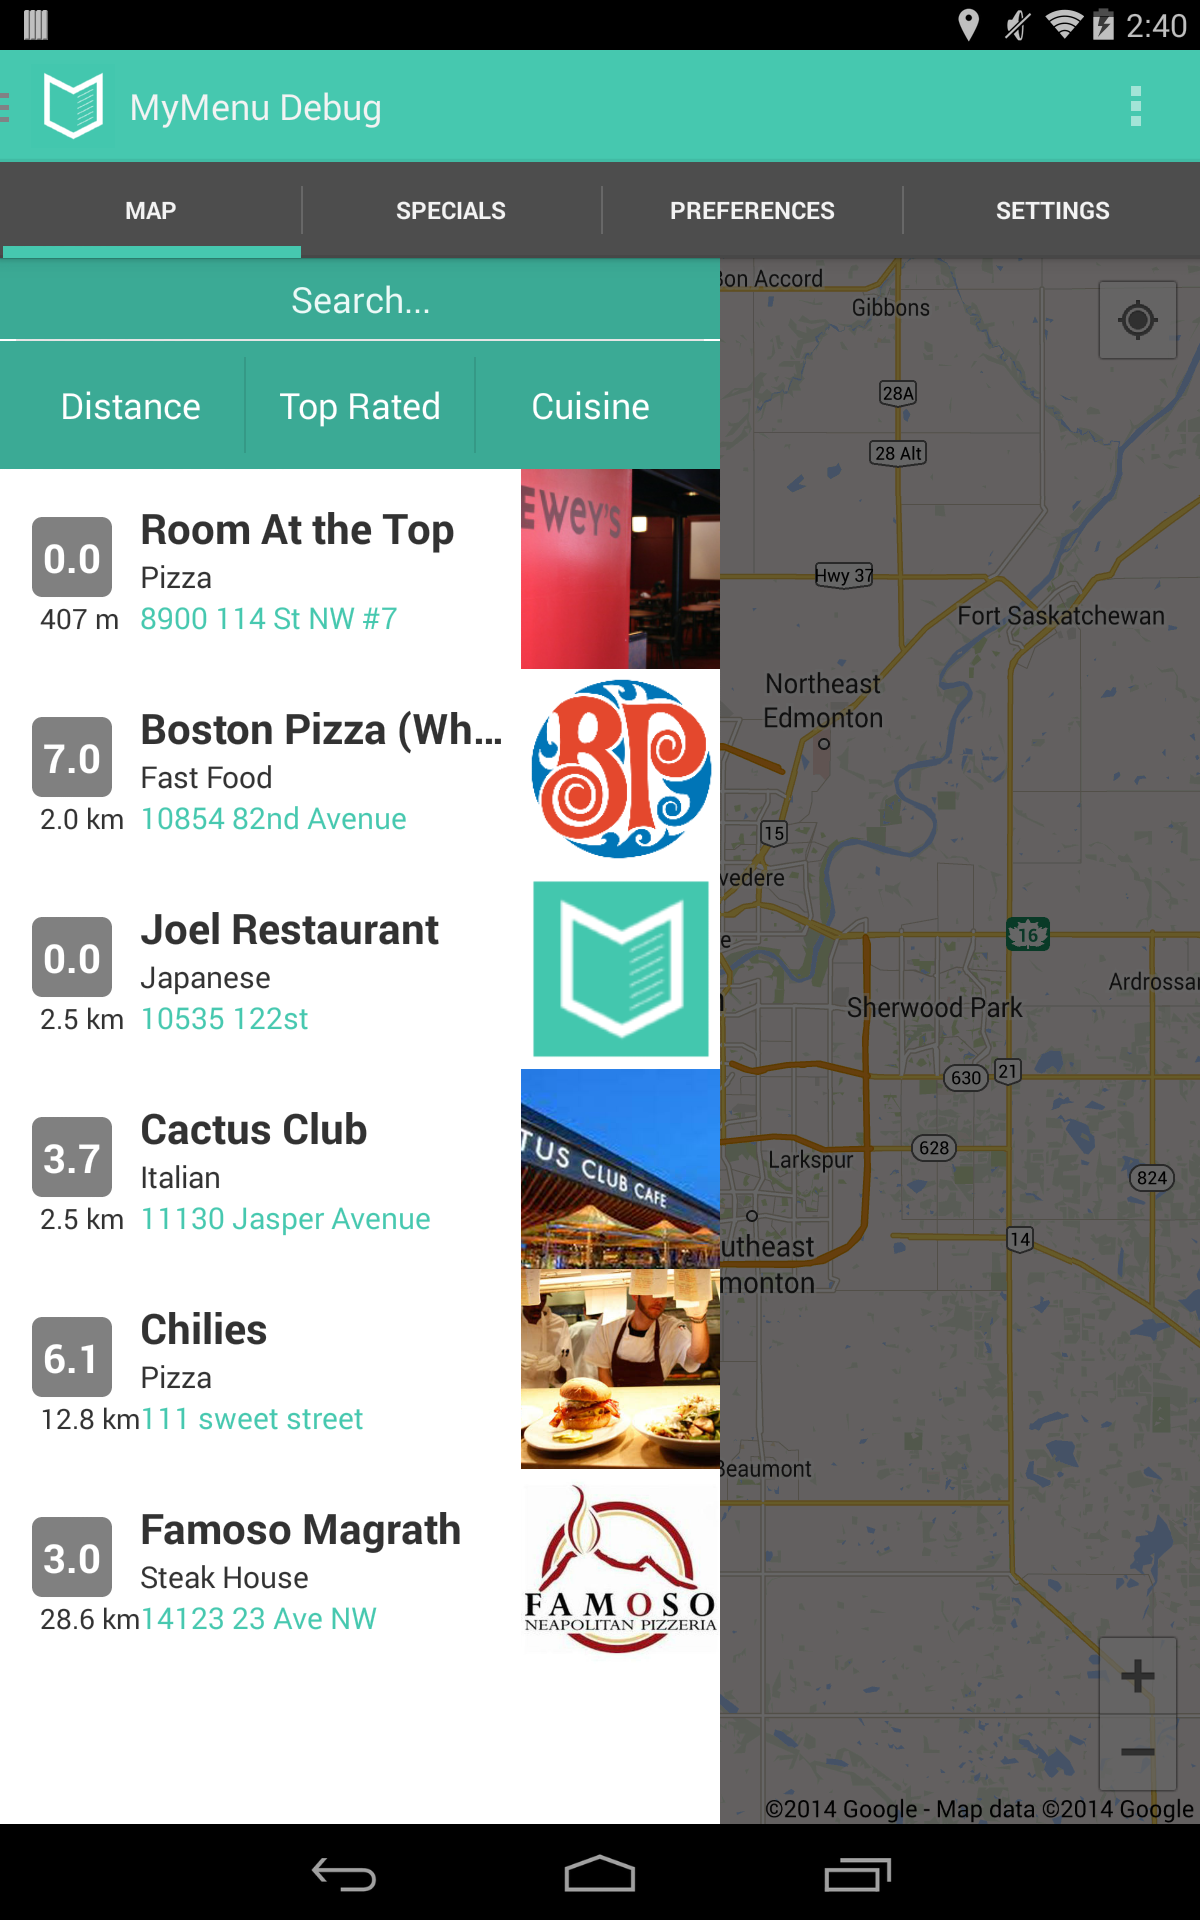 2:40
MyMenu Debug
MAP
SPECIALS
PREFERENCES
SETTINGS
Search...
Distance
Top Rated
Cuisine
Room At the Top
0.0
Pizza
407 m
8900 114 St NW #7
EWEY'S
Boston Pizza (Wh...
7.0
Fast Food
2.0 km
10854 82nd Avenue
BP
Joel Restaurant
0.0
Japanese
2.5 km
10535 122st
Cactus Club
3.7
Italian
2.5 km
11130 Jasper Avenue
TUS CLUB CAFE
Chilies
6.1
Pizza
12.8 km
111 sweet street
Famoso Magrath
3.0
Steak House
28.6 km
14123 23 Ave NW
FAMOSO
NEAPOLITAN PIZZERIA
Bon Accord
Gibbons
28A
28 Alt
Hwy 37
Fort Saskatchewan
Northeast
Edmonton
15
vedere
e
16
Ardrossa
Sherwood Park
21
630
628
Larkspur
824
14
utheast
monton
Beaumont
©2014 Google - Map data ©2014 Google